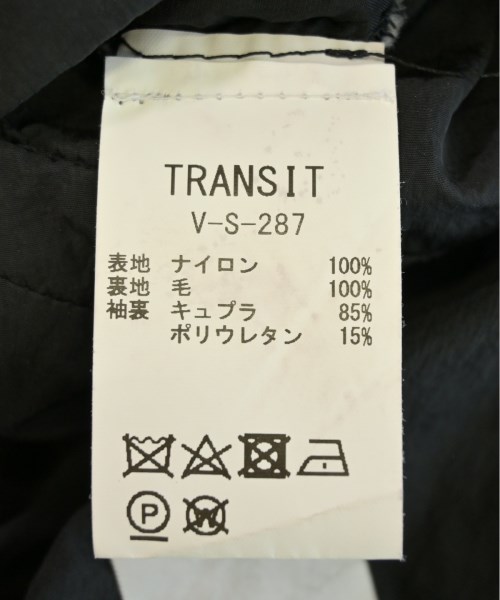 TRANSIT
V-S-287
表地 ナイロン 100%
裏地 毛 100%
袖裏 キュプラ 85%
ポリウレタン 15%
P
W